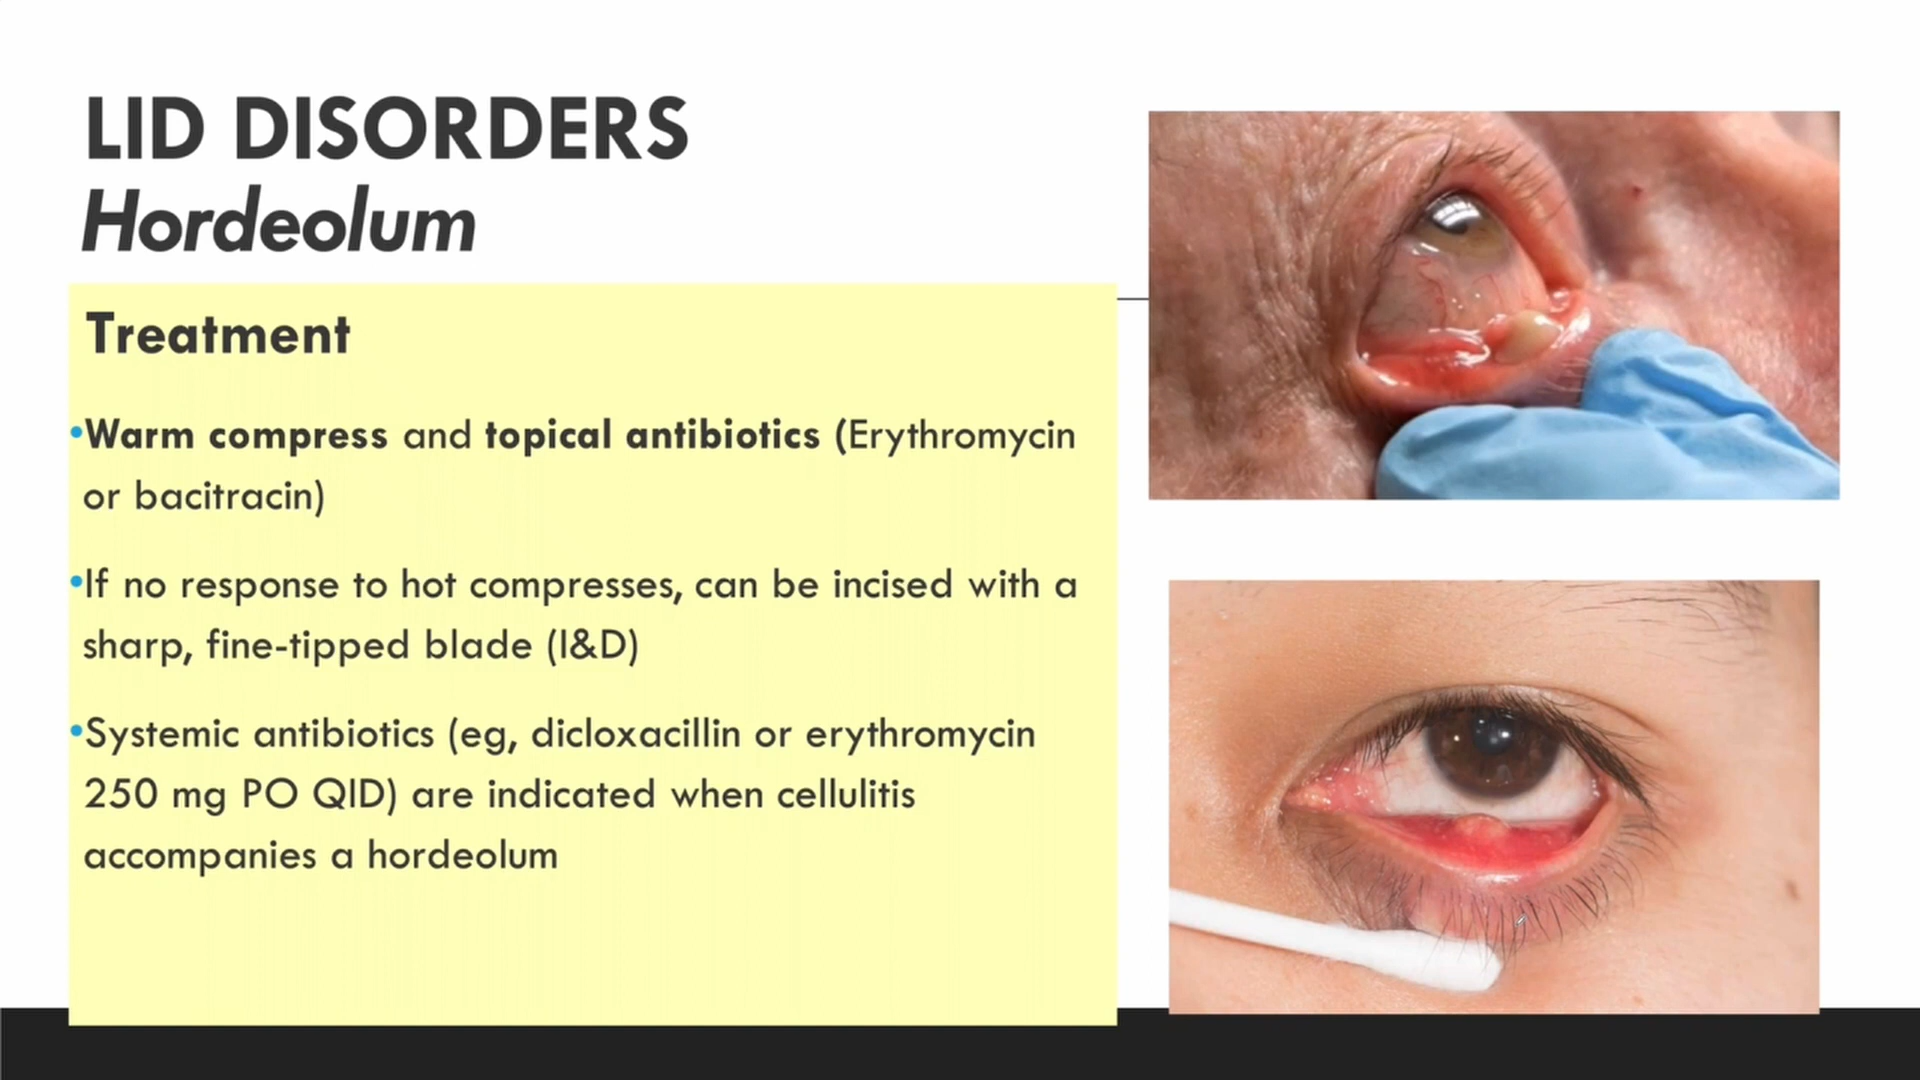 LID DISORDERS
Hordeolum
Treatment
•Warm compress and topical antibiotics (Erythromycin
or bacitracin)
•If no response to hot compresses, can be incised with a
sharp, fine-tipped blade (I&D)
•Systemic antibiotics (eg, dicloxacillin or erythromycin
250 mg PO QID) are indicated when cellulitis
accompanies a hordeolum